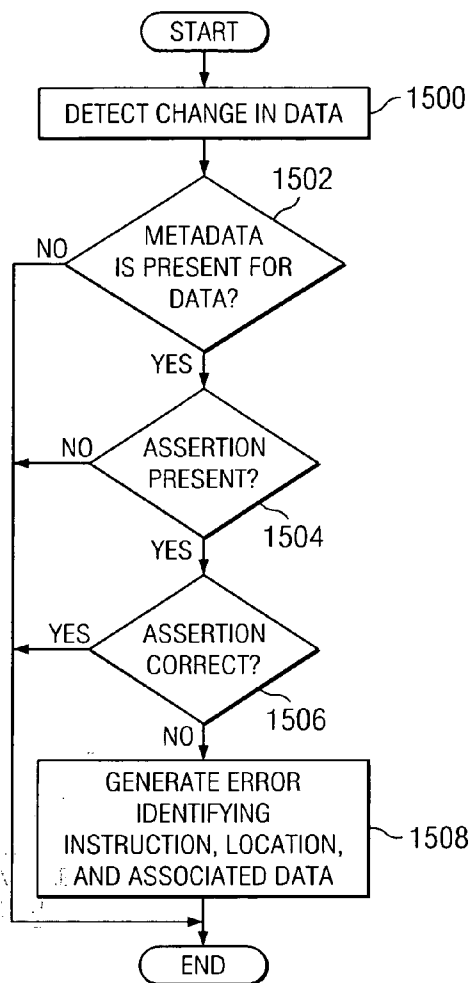 START
DETECT CHANGE IN DATA
1500
1502
METADATA
IS PRESENT FOR
DATA?
NO
YES
ASSERTION
PRESENT?
NO
1504
YES
ASSERTION
CORRECT?
YES
1506
NO
GENERATE ERROR
IDENTIFYING
INSTRUCTION, LOCATION,
AND ASSOCIATED DATA
1508
END